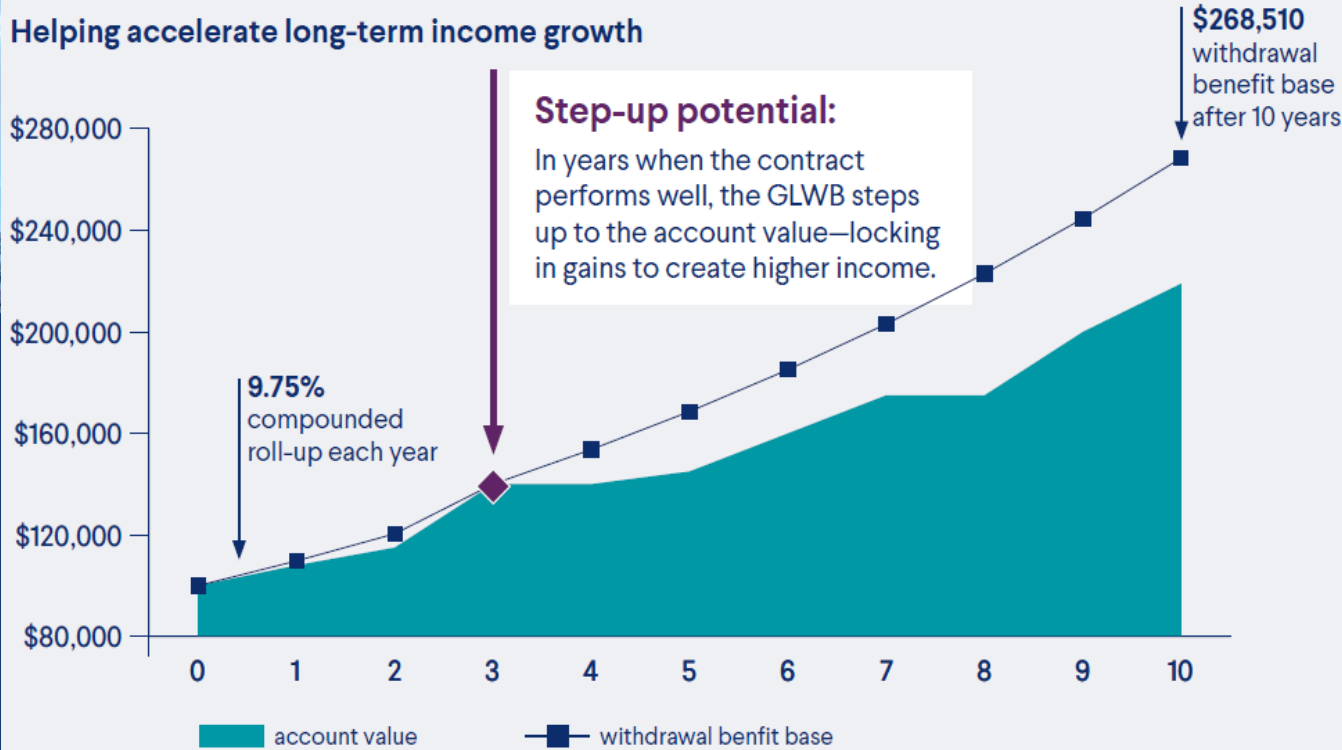 Helping accelerate long-term income growth
$268,510
withdrawal
benefit base
after 10 years
Step-up potential:
In years when the contract
performs well, the GLWB steps
up to the account value—locking
in gains to create higher income.
$280,000
$240,000
$200,000
$160,000
$120,000
$80,000
9.75%
compounded
roll-up each year
0 1 2 3 4 5 6 7 8 9 10
account value withdrawal benfit base